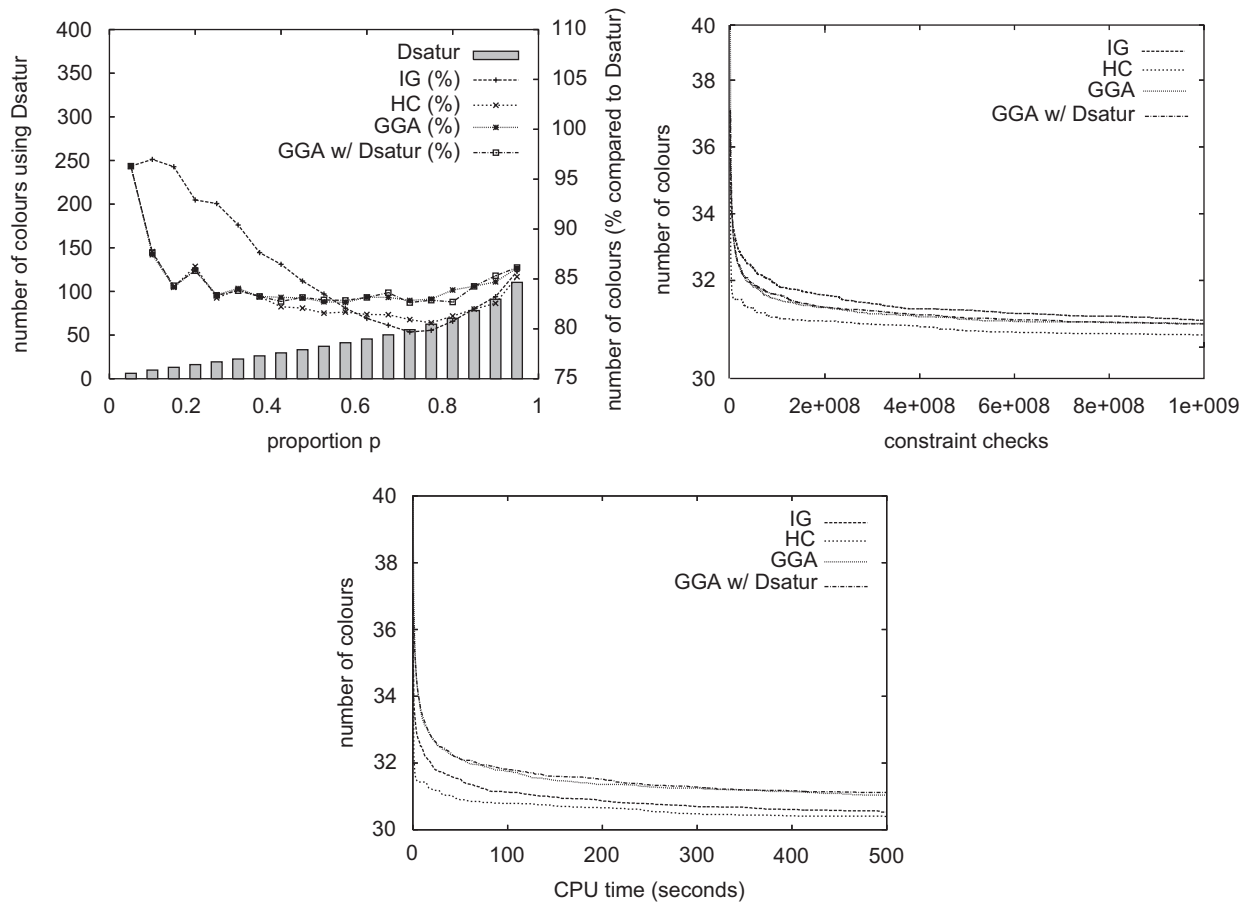 number of colours using Dsatur
400
350
300
250
200
150
100
50
0
0
0.2
0.4
0.6
0.8
1
proportion p
110
105
100
95
90
85
80
75
number of colours (% compared to Dsatur)
Dsatur
IG (%)
HC (%)
GGA (%)
GGA w/ Dsatur (%)
number of colours
40
38
36
34
32
30
0
2e+008
4e+008
6e+008
8e+008
1e+009
constraint checks
IG
HC
GGA
GGA w/ Dsatur
number of colours
40
38
36
34
32
30
0
100
200
300
400
500
CPU time (seconds)
IG
HC
GGA
GGA w/ Dsatur